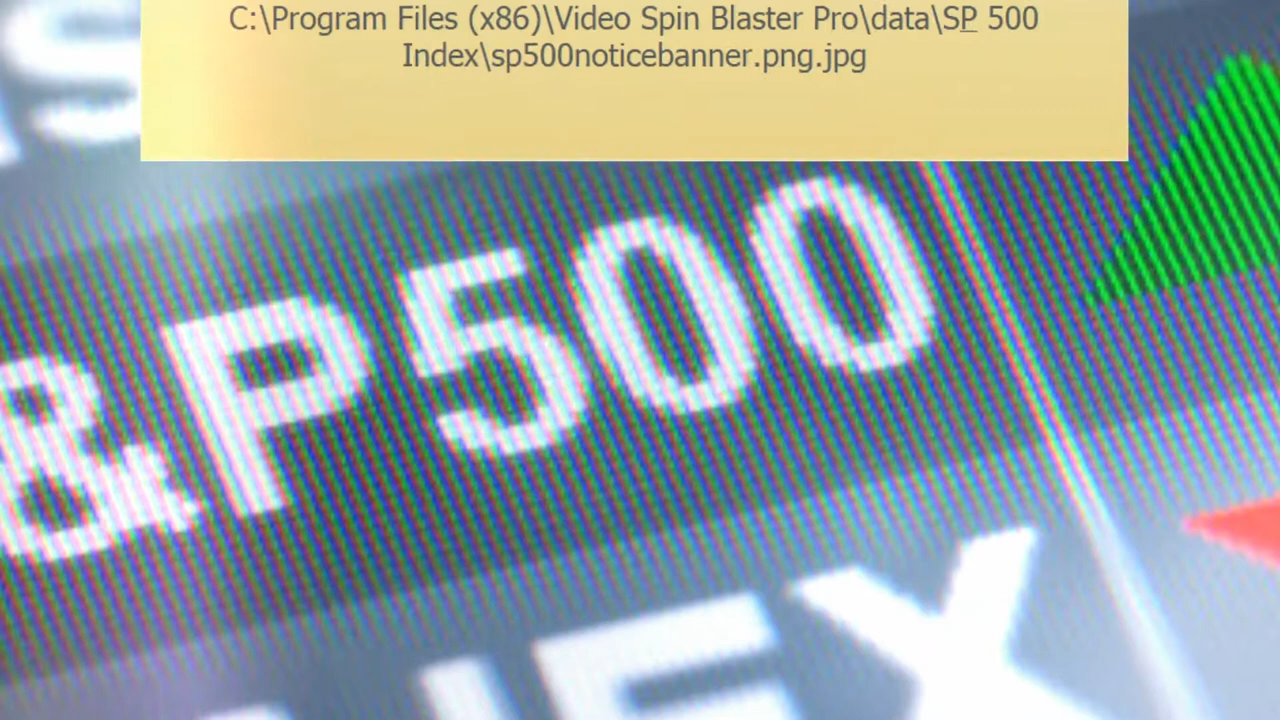 C:\Program Files (x86)\Video Spin Blaster Pro\data\SP 500
Index\sp500noticebanner.png.jpg
&P500